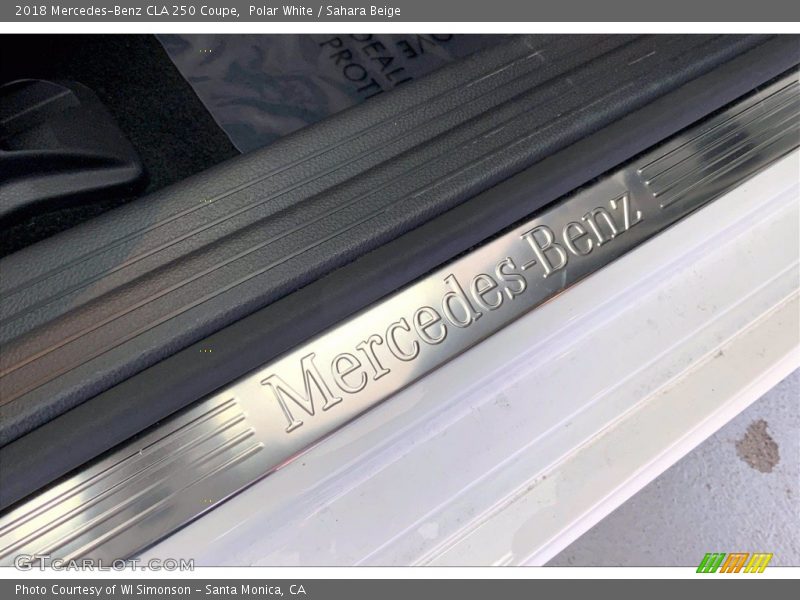 2018 Mercedes-Benz CLA 250 Coupe,  Polar White / Sahara Beige
PROT
Mercedes-Benz
GTCarLot.com
Photo Courtesy of WI Simonson - Santa Monica, CA